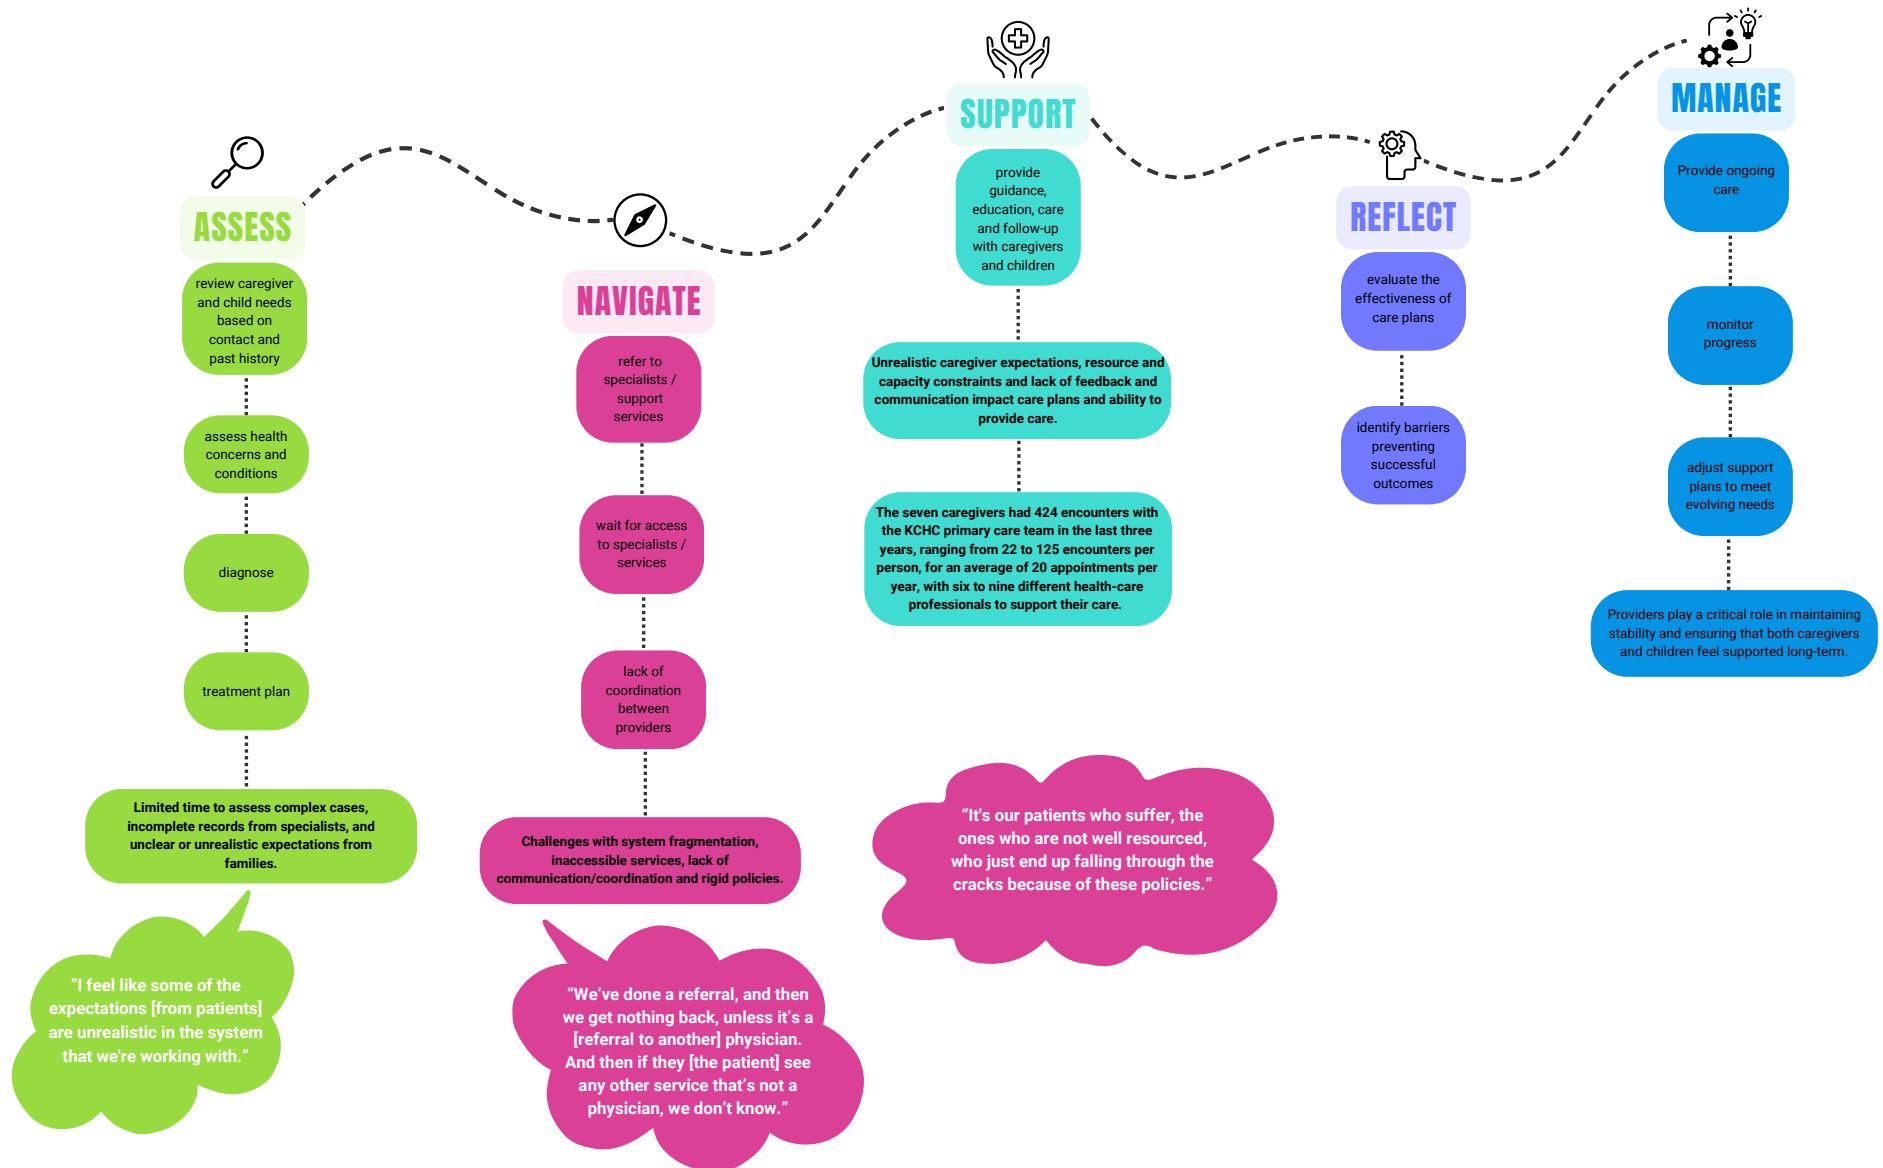 ASSESS
review caregiver
and child needs
based on
contact and
past history
assess health
concerns and
conditions
diagnose
treatment plan
Limited time to assess complex cases,
incomplete records from specialists, and
unclear or unrealistic expectations from
families.
“I feel like some of the
expectations [from patients]
are unrealistic in the system
that we're working with.”
NAVIGATE
refer to
specialists /
support
services
wait for access
to specialists /
services
lack of
coordination
between
providers
Challenges with system fragmentation,
inaccessible services, lack of
communication/coordination and rigid policies.
“We’ve done a referral, and then
we get nothing back, unless it’s a
[referral to another] physician.
And then if they [the patient] see
any other service that’s not a
physician, we don’t know.”
SUPPORT
provide
guidance,
education, care
and follow-up
with caregivers
and children
Unrealistic caregiver expectations, resource and
capacity constraints and lack of feedback and
communication impact care plans and ability to
provide care.
The seven caregivers had 424 encounters with
the KCHC primary care team in the last three
years, ranging from 22 to 125 encounters per
person, for an average of 20 appointments per
year, with six to nine different health-care
professionals to support their care.
“It's our patients who suffer, the
ones who are not well resourced,
who just end up falling through the
cracks because of these policies.”
REFLECT
evaluate the
effectiveness of
care plans
identify barriers
preventing
successful
outcomes
MANAGE
Provide ongoing
care
monitor
progress
adjust support
plans to meet
evolving needs
Providers play a critical role in maintaining
stability and ensuring that both caregivers
and children feel supported long-term.